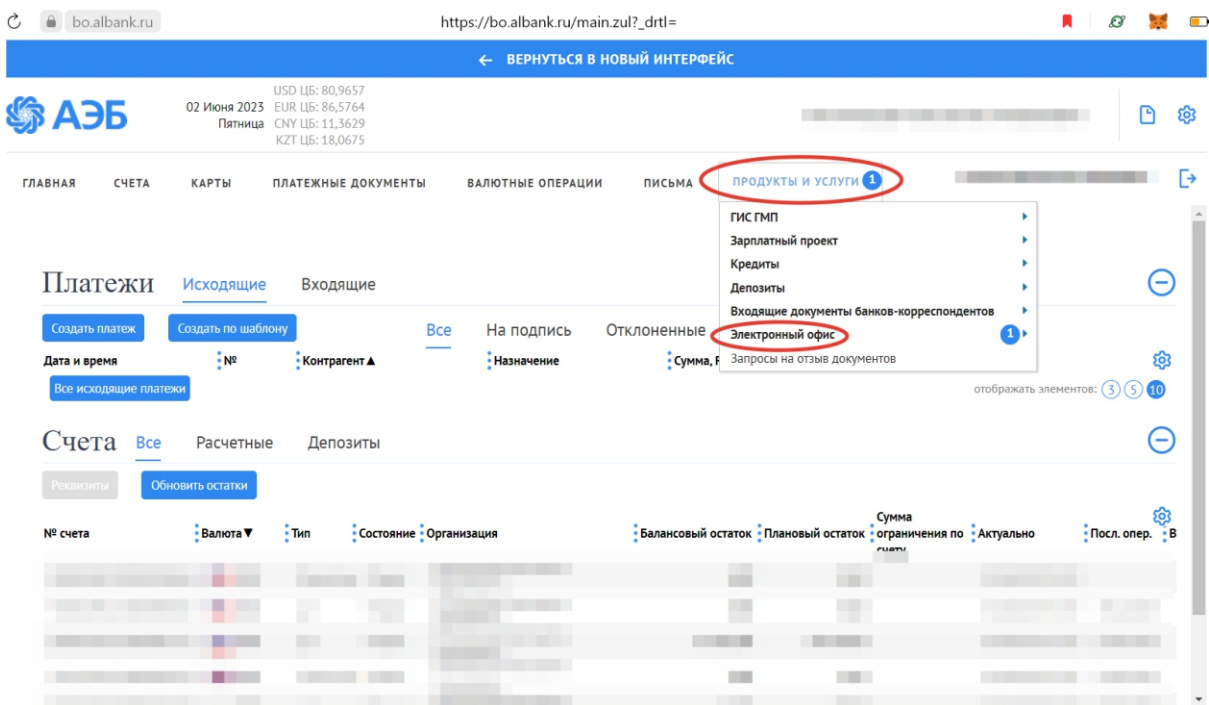 bo.albank.ru https://bo.albank.ru/main.zul?_drtl=
← ВЕРНУТЬСЯ В НОВЫЙ ИНТЕРФЕЙС
АЭБ
02 Июня 2023
Пятница
USD ЦБ: 80,9657
EUR ЦБ: 86,5764
CNY ЦБ: 11,3629
KZT ЦБ: 18,0675
ГЛАВНАЯ СЧЕТА КАРТЫ ПЛАТЕЖНЫЕ ДОКУМЕНТЫ ВАЛЮТНЫЕ ОПЕРАЦИИ ПИСЬМА ПРОДУКТЫ И УСЛУГИ 1
ГИС ГМП
Зарплатный проект
Кредиты
Депозиты
Входящие документы банков-корреспондентов
Электронный офис 1
Запросы на отзыв документов
Платежи Исходящие Входящие
Создать платеж Создать по шаблону Все На подпись Отклоненные
Дата и время № Контрагент▲ Назначение Сумма,
Все исходящие платежи отображать элементов: 3 5 10
Счета Все Расчетные Депозиты
Реквизиты Обновить остатки
№ счета Валюта▼ Тип Состояние Организация Балансовый остаток Плановый остаток Сумма ограничения по счету Актуально Посл. опер. В